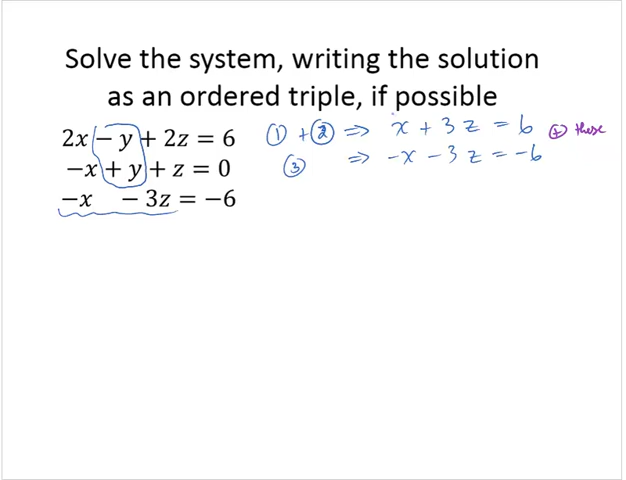 Solve the system, writing the solution
as an ordered triple, if possible
2x − y + 2z = 6 ① + ② ⇒ x + 3z = 6 ⊕ these
−x + y + z = 0 ③ ⇒ -x - 3z = -6
−x − 3z = −6